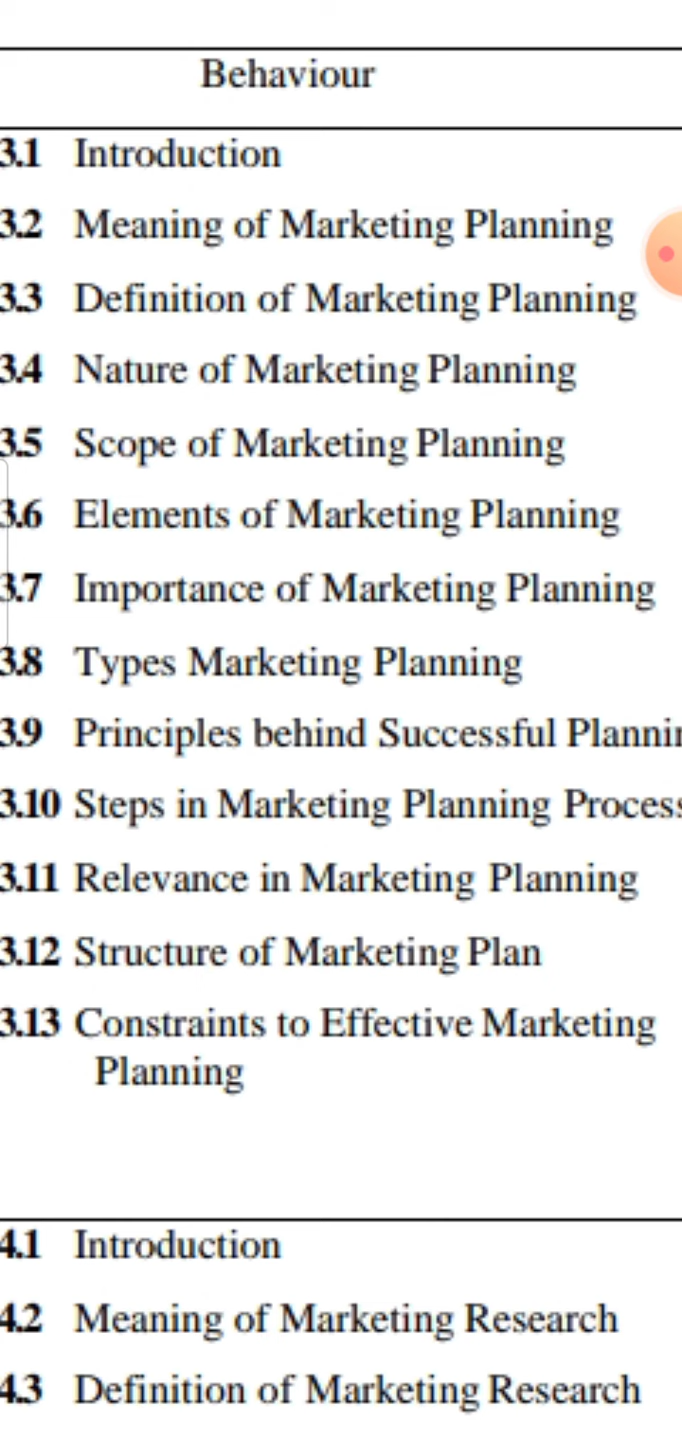 Behaviour
3.1 Introduction
3.2 Meaning of Marketing Planning
3.3 Definition of Marketing Planning
3.4 Nature of Marketing Planning
3.5 Scope of Marketing Planning
3.6 Elements of Marketing Planning
3.7 Importance of Marketing Planning
3.8 Types Marketing Planning
3.9 Principles behind Successful Plannin
3.10 Steps in Marketing Planning Process
3.11 Relevance in Marketing Planning
3.12 Structure of Marketing Plan
3.13 Constraints to Effective Marketing
Planning
4.1 Introduction
4.2 Meaning of Marketing Research
4.3 Definition of Marketing Research